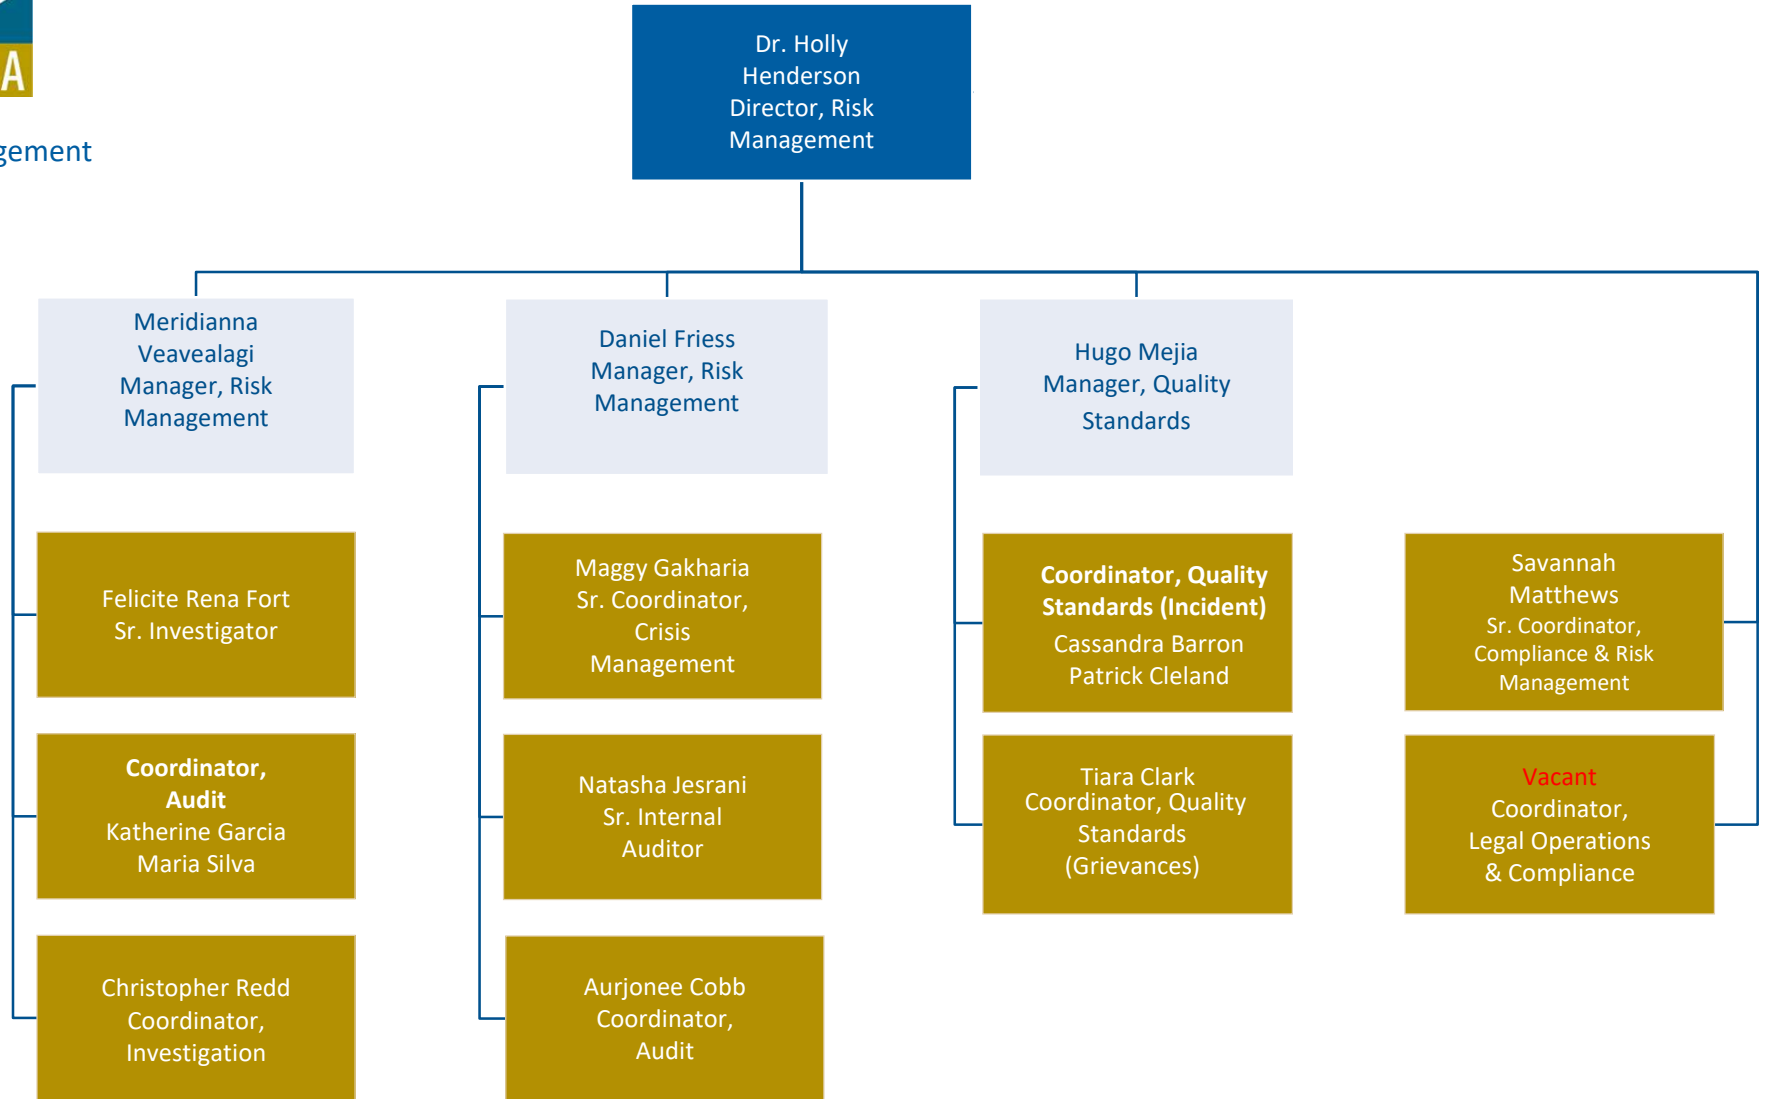 A
gement
Dr. Holly
Henderson
Director, Risk
Management
Meridianna
Veavealagi
Manager, Risk
Management
Daniel Friess
Manager, Risk
Management
Hugo Mejia
Manager, Quality
Standards
Felicite Rena Fort
Sr. Investigator
Maggy Gakharia
Sr. Coordinator,
Crisis
Management
Coordinator, Quality
Standards (Incident)
Cassandra Barron
Patrick Cleland
Savannah
Matthews
Sr. Coordinator,
Compliance & Risk
Management
Coordinator,
Audit
Katherine Garcia
Maria Silva
Natasha Jesrani
Sr. Internal
Auditor
Tiara Clark
Coordinator, Quality
Standards
(Grievances)
Vacant
Coordinator,
Legal Operations
& Compliance
Christopher Redd
Coordinator,
Investigation
Aurjonee Cobb
Coordinator,
Audit